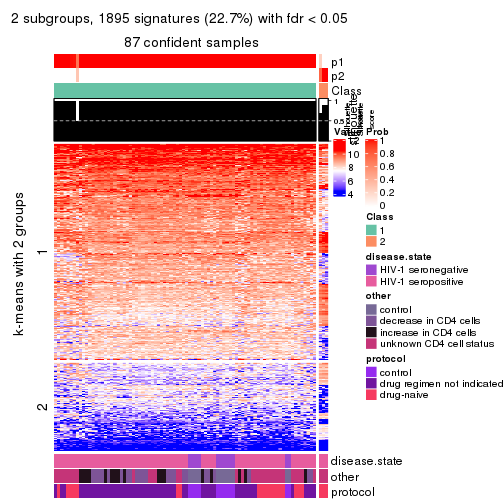 2 subgroups, 1895 signatures (22.7%) with fdr < 0.05
87 confident samples
p1
p2
Class
1
0.5
silhouette
score
k-means with 2 groups
1
2
Prob
10
8
6
4
1
0.8
0.6
0.4
0.2
0
Class
1
2
disease.state
HIV-1 seronegative
HIV-1 seropositive
other
control
decrease in CD4 cells
increase in CD4 cells
unknown CD4 cell status
protocol
control
drug regimen not indicated
drug-naive
disease.state
other
protocol